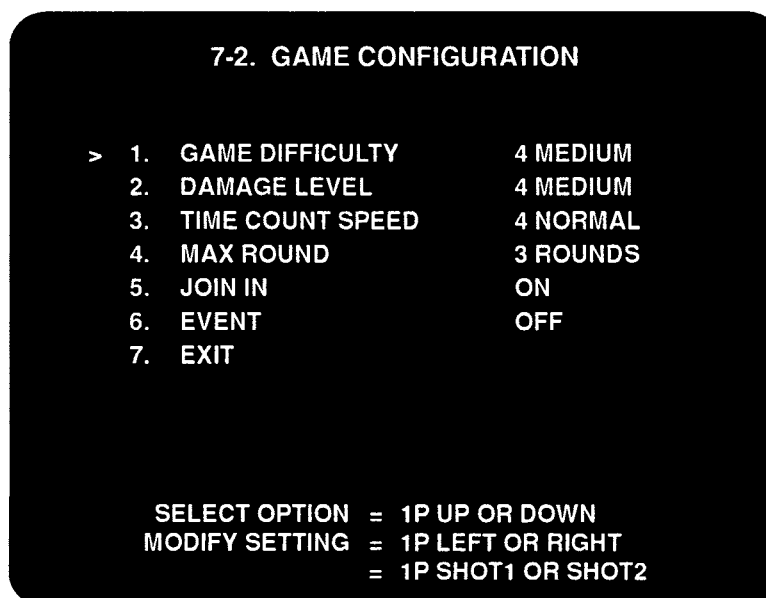 7-2. GAME CONFIGURATION
> 1. GAME DIFFICULTY 4 MEDIUM
2. DAMAGE LEVEL 4 MEDIUM
3. TIME COUNT SPEED 4 NORMAL
4. MAX ROUND 3 ROUNDS
5. JOIN IN ON
6. EVENT OFF
7. EXIT
SELECT OPTION = 1P UP OR DOWN
MODIFY SETTING = 1P LEFT OR RIGHT
= 1P SHOT1 OR SHOT2